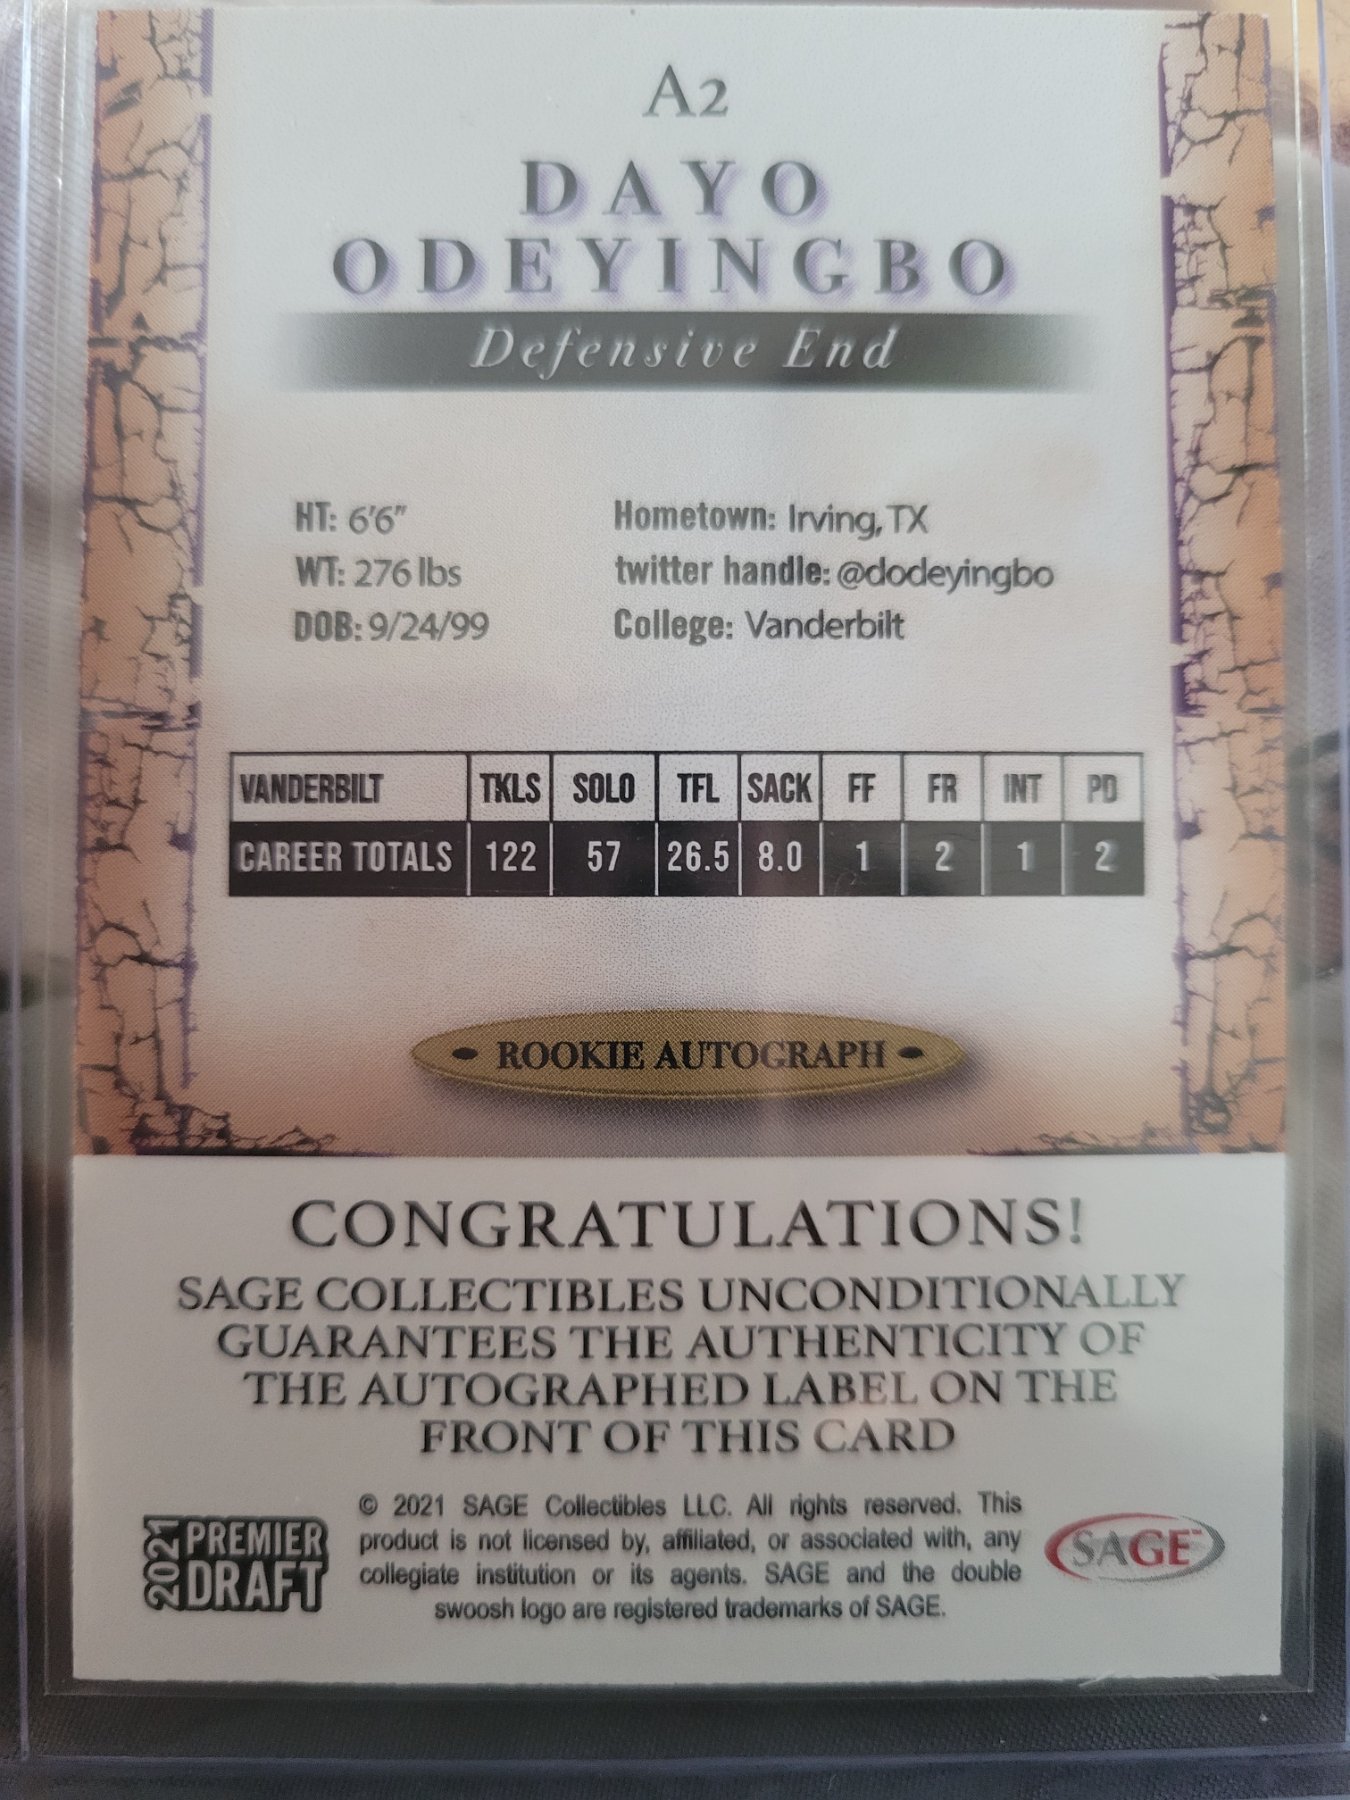 A2
DAYO
ODEYINGBO
Defensive End
HT: 6'6" Hometown: Irving, TX
WT: 276 lbs twitter handle: @dodeyingbo
DOB: 9/24/99 College: Vanderbilt
VANDERBILT TKLS SOLO TFL SACK FF FR INT PD
CAREER TOTALS 122 57 26.5 8.0 1 2 1 2
• ROOKIE AUTOGRAPH •
CONGRATULATIONS!
SAGE COLLECTIBLES UNCONDITIONALLY
GUARANTEES THE AUTHENTICITY OF
THE AUTOGRAPHED LABEL ON THE
FRONT OF THIS CARD
© 2021 SAGE Collectibles LLC. All rights reserved. This
product is not licensed by, affiliated, or associated with, any
collegiate institution or its agents. SAGE and the double
swoosh logo are registered trademarks of SAGE.
2021 PREMIER
DRAFT
SAGE™